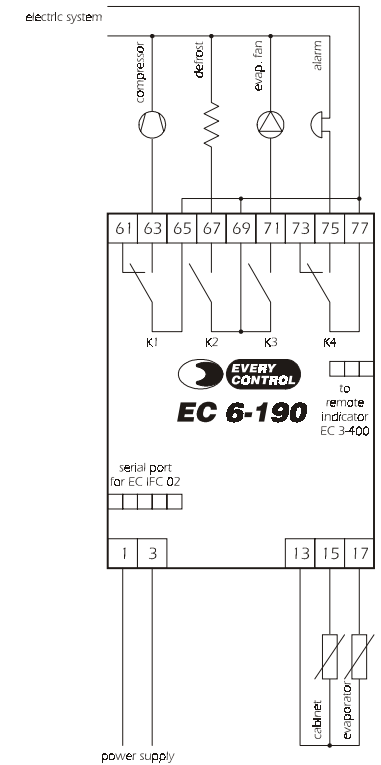 electric system
compressor
defrost
evap. fan
alarm
61 63 65 67 69 71 73 75 77
K1 K2 K3 K4
EVERY
CONTROL
EC 6-190
to
remote
indicator
EC 3-400
serial port
for EC IFC 02
1 3 13 15 17
cabinet
evaporator
power supply